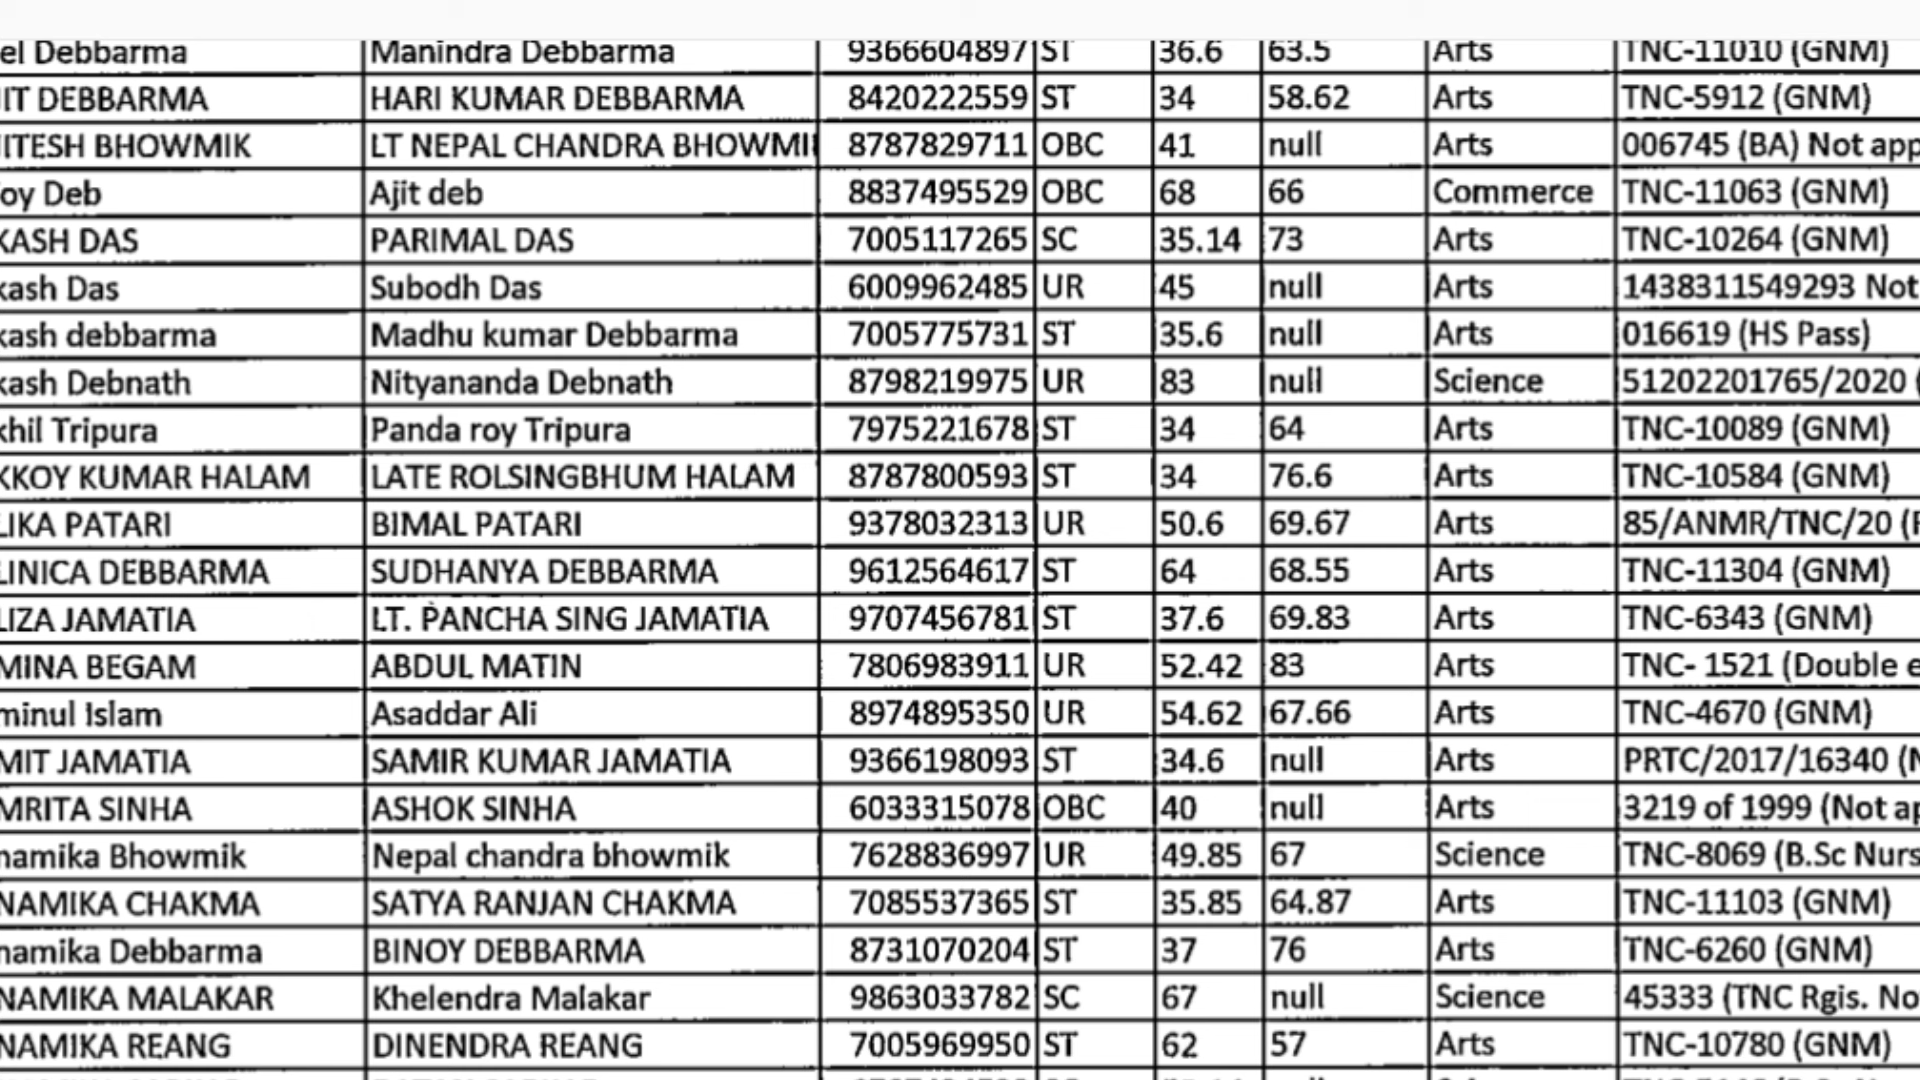 el Debbarma Manindra Debbarma 9366604897 ST 36.6 63.5 Arts TNC-11010 (GNM)
JIT DEBBARMA HARI KUMAR DEBBARMA 8420222559 ST 34 58.62 Arts TNC-5912 (GNM)
JITESH BHOWMIK LT NEPAL CHANDRA BHOWMI 8787829711 OBC 41 null Arts 006745 (BA) Not app
oy Deb Ajit deb 8837495529 OBC 68 66 Commerce TNC-11063 (GNM)
KASH DAS PARIMAL DAS 7005117265 SC 35.14 73 Arts TNC-10264 (GNM)
kash Das Subodh Das 6009962485 UR 45 null Arts 1438311549293 Not
kash debbarma Madhu kumar Debbarma 7005775731 ST 35.6 null Arts 016619 (HS Pass)
kash Debnath Nityananda Debnath 8798219975 UR 83 null Science 51202201765/2020 (
khil Tripura Panda roy Tripura 7975221678 ST 34 64 Arts TNC-10089 (GNM)
KKOY KUMAR HALAM LATE ROLSINGBHUM HALAM 8787800593 ST 34 76.6 Arts TNC-10584 (GNM)
LIKA PATARI BIMAL PATARI 9378032313 UR 50.6 69.67 Arts 85/ANMR/TNC/20 (F
LINICA DEBBARMA SUDHANYA DEBBARMA 9612564617 ST 64 68.55 Arts TNC-11304 (GNM)
LIZA JAMATIA LT. PANCHA SING JAMATIA 9707456781 ST 37.6 69.83 Arts TNC-6343 (GNM)
MINA BEGAM ABDUL MATIN 7806983911 UR 52.42 83 Arts TNC- 1521 (Double e
minul Islam Asaddar Ali 8974895350 UR 54.62 67.66 Arts TNC-4670 (GNM)
MIT JAMATIA SAMIR KUMAR JAMATIA 9366198093 ST 34.6 null Arts PRTC/2017/16340 (N
MRITA SINHA ASHOK SINHA 6033315078 OBC 40 null Arts 3219 of 1999 (Not ap
namika Bhowmik Nepal chandra bhowmik 7628836997 UR 49.85 67 Science TNC-8069 (B.Sc Nurs
NAMIKA CHAKMA SATYA RANJAN CHAKMA 7085537365 ST 35.85 64.87 Arts TNC-11103 (GNM)
namika Debbarma BINOY DEBBARMA 8731070204 ST 37 76 Arts TNC-6260 (GNM)
NAMIKA MALAKAR Khelendra Malakar 9863033782 SC 67 null Science 45333 (TNC Rgis. No
NAMIKA REANG DINENDRA REANG 7005969950 ST 62 57 Arts TNC-10780 (GNM)